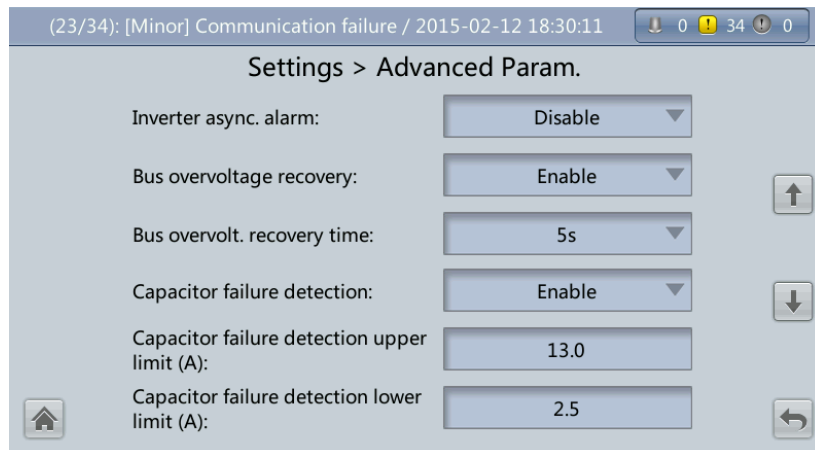 (23/34): [Minor] Communication failure / 2015-02-12 18:30:11 0 ! 34 ! 0
Settings > Advanced Param.
Inverter async. alarm: Disable
Bus overvoltage recovery: Enable
Bus overvolt. recovery time: 5s
Capacitor failure detection: Enable
Capacitor failure detection upper
limit (A): 13.0
Capacitor failure detection lower
limit (A): 2.5